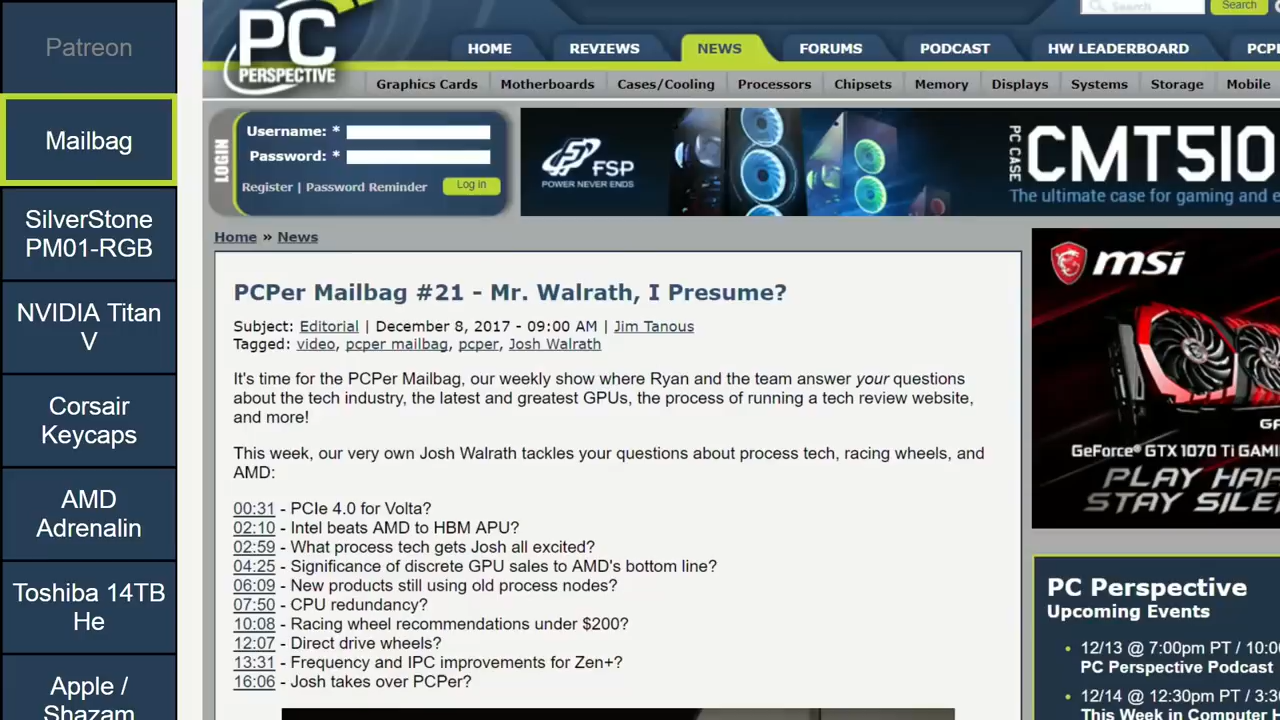 Patreon
Mailbag
SilverStone
PM01-RGB
NVIDIA Titan
V
Corsair
Keycaps
AMD
Adrenalin
Toshiba 14TB
He
Apple /
Shazam
PC
PERSPECTIVE
Search
Search
HOME
REVIEWS
NEWS
FORUMS
PODCAST
HW LEADERBOARD
PCP
Graphics Cards
Motherboards
Cases/Cooling
Processors
Chipsets
Memory
Displays
Systems
Storage
Mobile
LOGIN
Username: *
Password: *
Register | Password Reminder
Log in
FSP
POWER NEVER ENDS
PC CASE
CMT510
The ultimate case for gaming and e
Home » News
PCPer Mailbag #21 - Mr. Walrath, I Presume?
Subject: Editorial | December 8, 2017 - 09:00 AM | Jim Tanous
Tagged: video, pcper mailbag, pcper, Josh Walrath
It's time for the PCPer Mailbag, our weekly show where Ryan and the team answer your questions
about the tech industry, the latest and greatest GPUs, the process of running a tech review website,
and more!
This week, our very own Josh Walrath tackles your questions about process tech, racing wheels, and
AMD:
00:31 - PCIe 4.0 for Volta?
02:10 - Intel beats AMD to HBM APU?
02:59 - What process tech gets Josh all excited?
04:25 - Significance of discrete GPU sales to AMD's bottom line?
06:09 - New products still using old process nodes?
07:50 - CPU redundancy?
10:08 - Racing wheel recommendations under $200?
12:07 - Direct drive wheels?
13:31 - Frequency and IPC improvements for Zen+?
16:06 - Josh takes over PCPer?
msi
GA
GeForce® GTX 1070 Ti GAMI
PLAY HAR
STAY SILE
PC Perspective
Upcoming Events
• 12/13 @ 7:00pm PT / 10:0
PC Perspective Podcast
• 12/14 @ 12:30pm PT / 3:3
This Week in Computer H